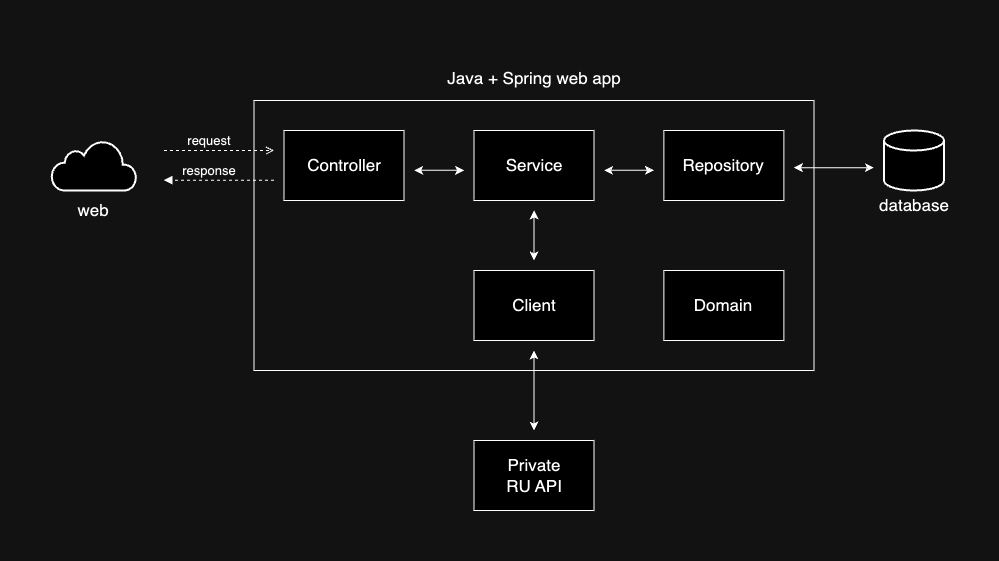 Java + Spring web app
request
response
web
Controller
Service
Repository
database
Client
Domain
Private
RU API